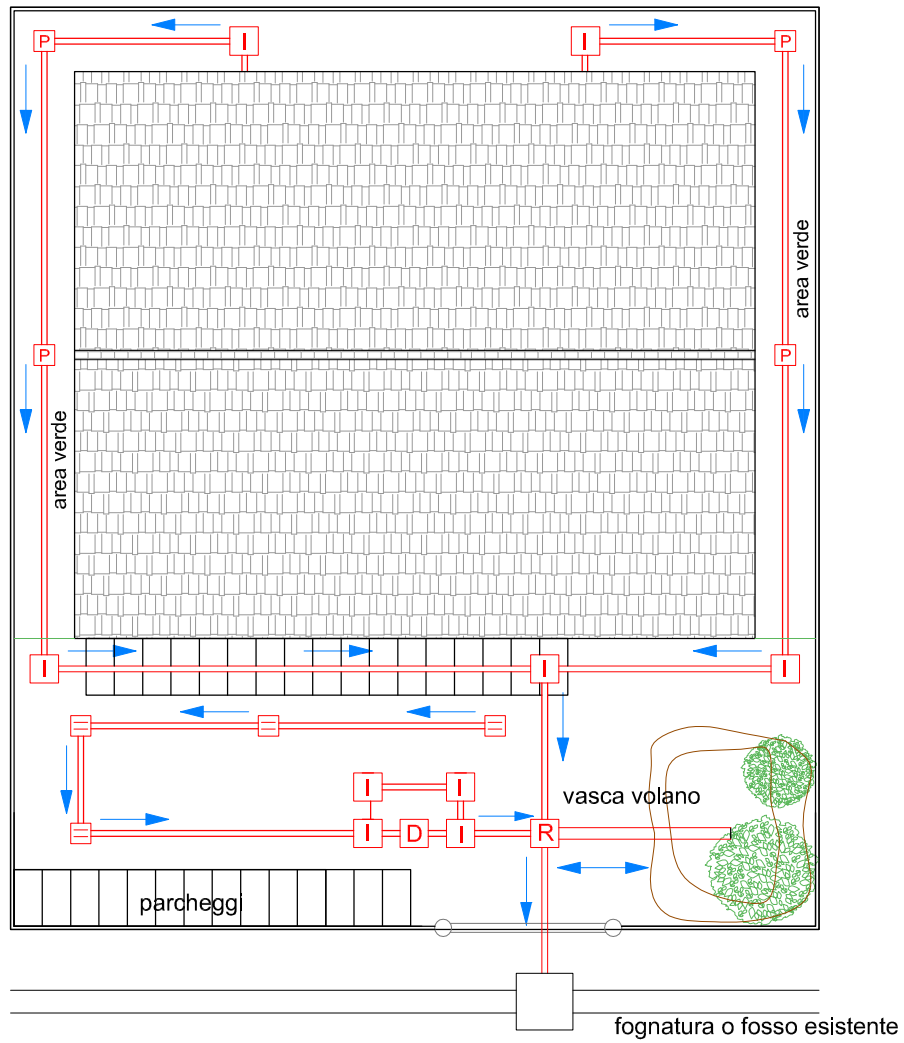 P
I
I
P
area verde
P
P
area verde
I
I
I
I
I
vasca volano
I
D
I
R
parcheggi
fognatura o fosso esistente